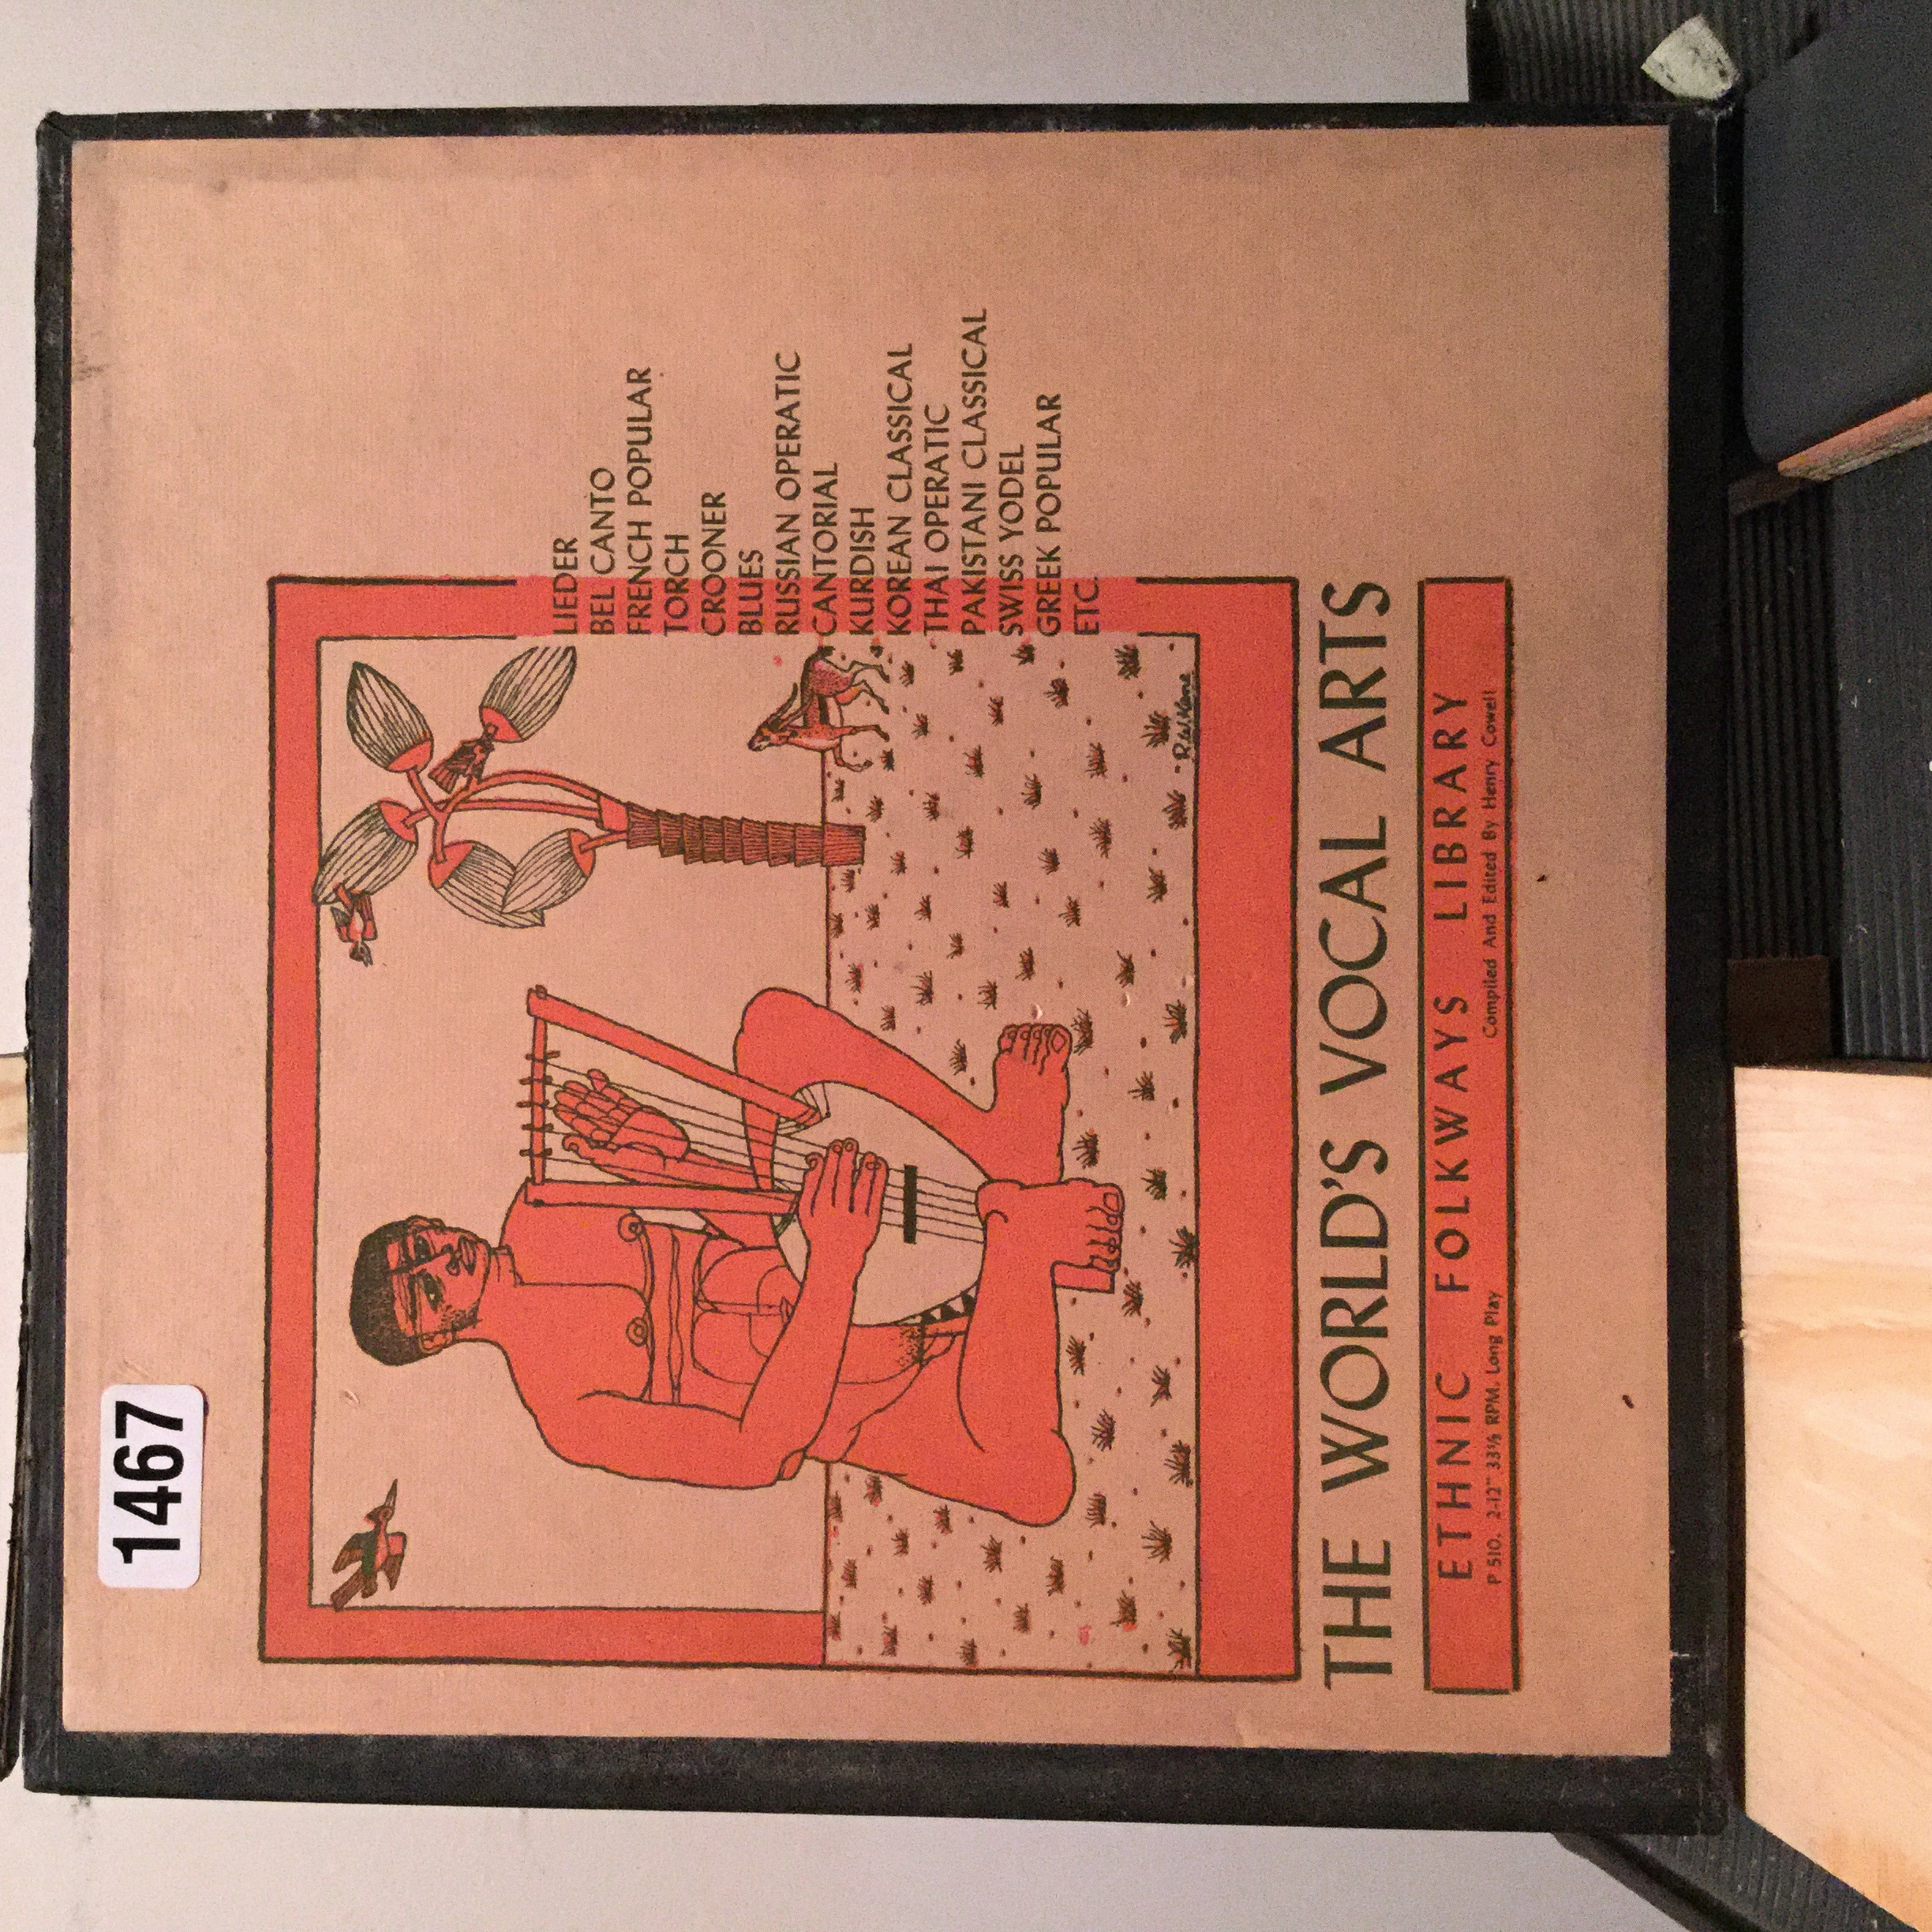 1467
LIEDER
BEL CANTO
FRENCH POPULAR
TORCH
CROONER
BLUES
RUSSIAN OPERATIC
CANTORIAL
KURDISH
KOREAN CLASSICAL
THAI OPERATIC
PAKISTANI CLASSICAL
SWISS YODEL
GREEK POPULAR
ETC.
THE WORLD'S VOCAL ARTS
ETHNIC FOLKWAYS LIBRARY
P 510. 2-12" 33⅓ RPM. Long Play Compiled And Edited By Henry Cowell